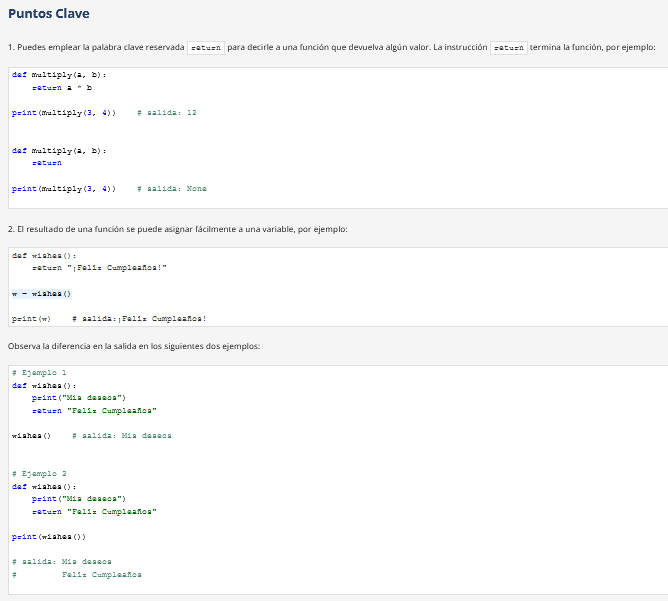 Puntos Clave
1. Puedes emplear la palabra clave reservada return para decirle a una función que devuelva algún valor. La instrucción return termina la función, por ejemplo:
def multiply(a, b):
    return a * b
print(multiply(3, 4))    # salida: 12
def multiply(a, b):
    return
print(multiply(3, 4))    # salida: None
2. El resultado de una función se puede asignar fácilmente a una variable, por ejemplo:
def wishes():
    return "¡Feliz Cumpleaños!"
w = wishes()
print(w)    # salida:¡Feliz Cumpleaños!
Observa la diferencia en la salida en los siguientes dos ejemplos:
# Ejemplo 1
def wishes():
    print("Mis deseos")
    return "Feliz Cumpleaños"
wishes()    # salida: Mis deseos
# Ejemplo 2
def wishes():
    print("Mis deseos")
    return "Feliz Cumpleaños"
print(wishes())
# salida: Mis deseos
#         Feliz Cumpleaños